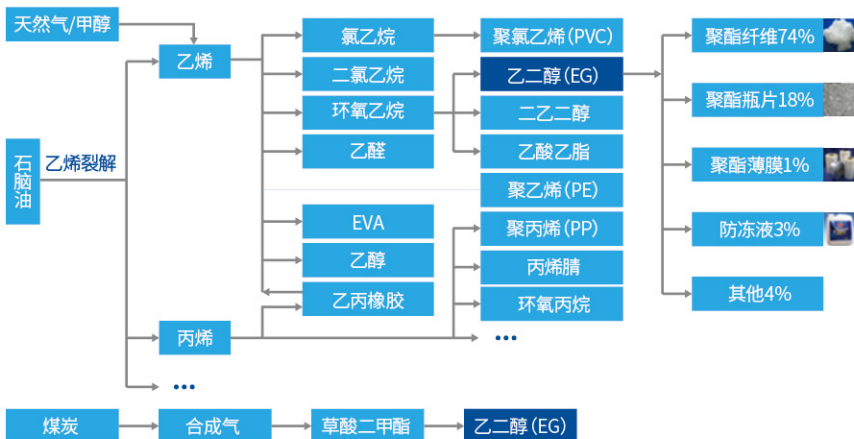 天然气/甲醇
乙烯
氯乙烷
聚氯乙烯(PVC)
聚酯纤维74%
二氯乙烷
乙二醇(EG)
环氧乙烷
二乙二醇
聚酯瓶片18%
石脑油
乙烯裂解
乙醛
乙酸乙脂
聚酯薄膜1%
聚乙烯(PE)
EVA
聚丙烯(PP)
防冻液3%
乙醇
丙烯腈
乙丙橡胶
环氧丙烷
其他4%
丙烯
•••
•••
煤炭
合成气
草酸二甲酯
乙二醇(EG)